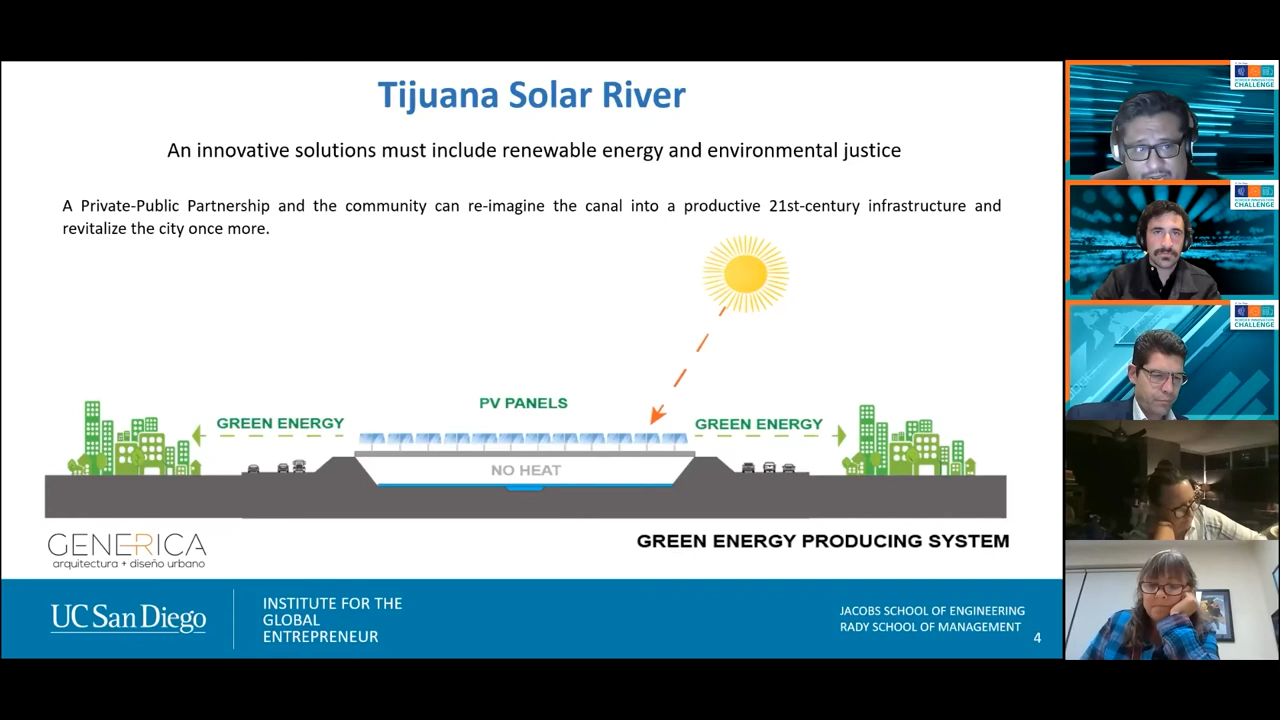 Tijuana Solar River
An innovative solutions must include renewable energy and environmental justice
A Private-Public Partnership and the community can re-imagine the canal into a productive 21st-century infrastructure and
revitalize the city once more.
PV PANELS
GREEN ENERGY
GREEN ENERGY
NO HEAT
GENERICA
arquitectura + diseño urbano
GREEN ENERGY PRODUCING SYSTEM
UC San Diego
INSTITUTE FOR THE
GLOBAL
ENTREPRENEUR
JACOBS SCHOOL OF ENGINEERING
RADY SCHOOL OF MANAGEMENT
4
CHALLENGE
CHALLENGE
CHALLENGE